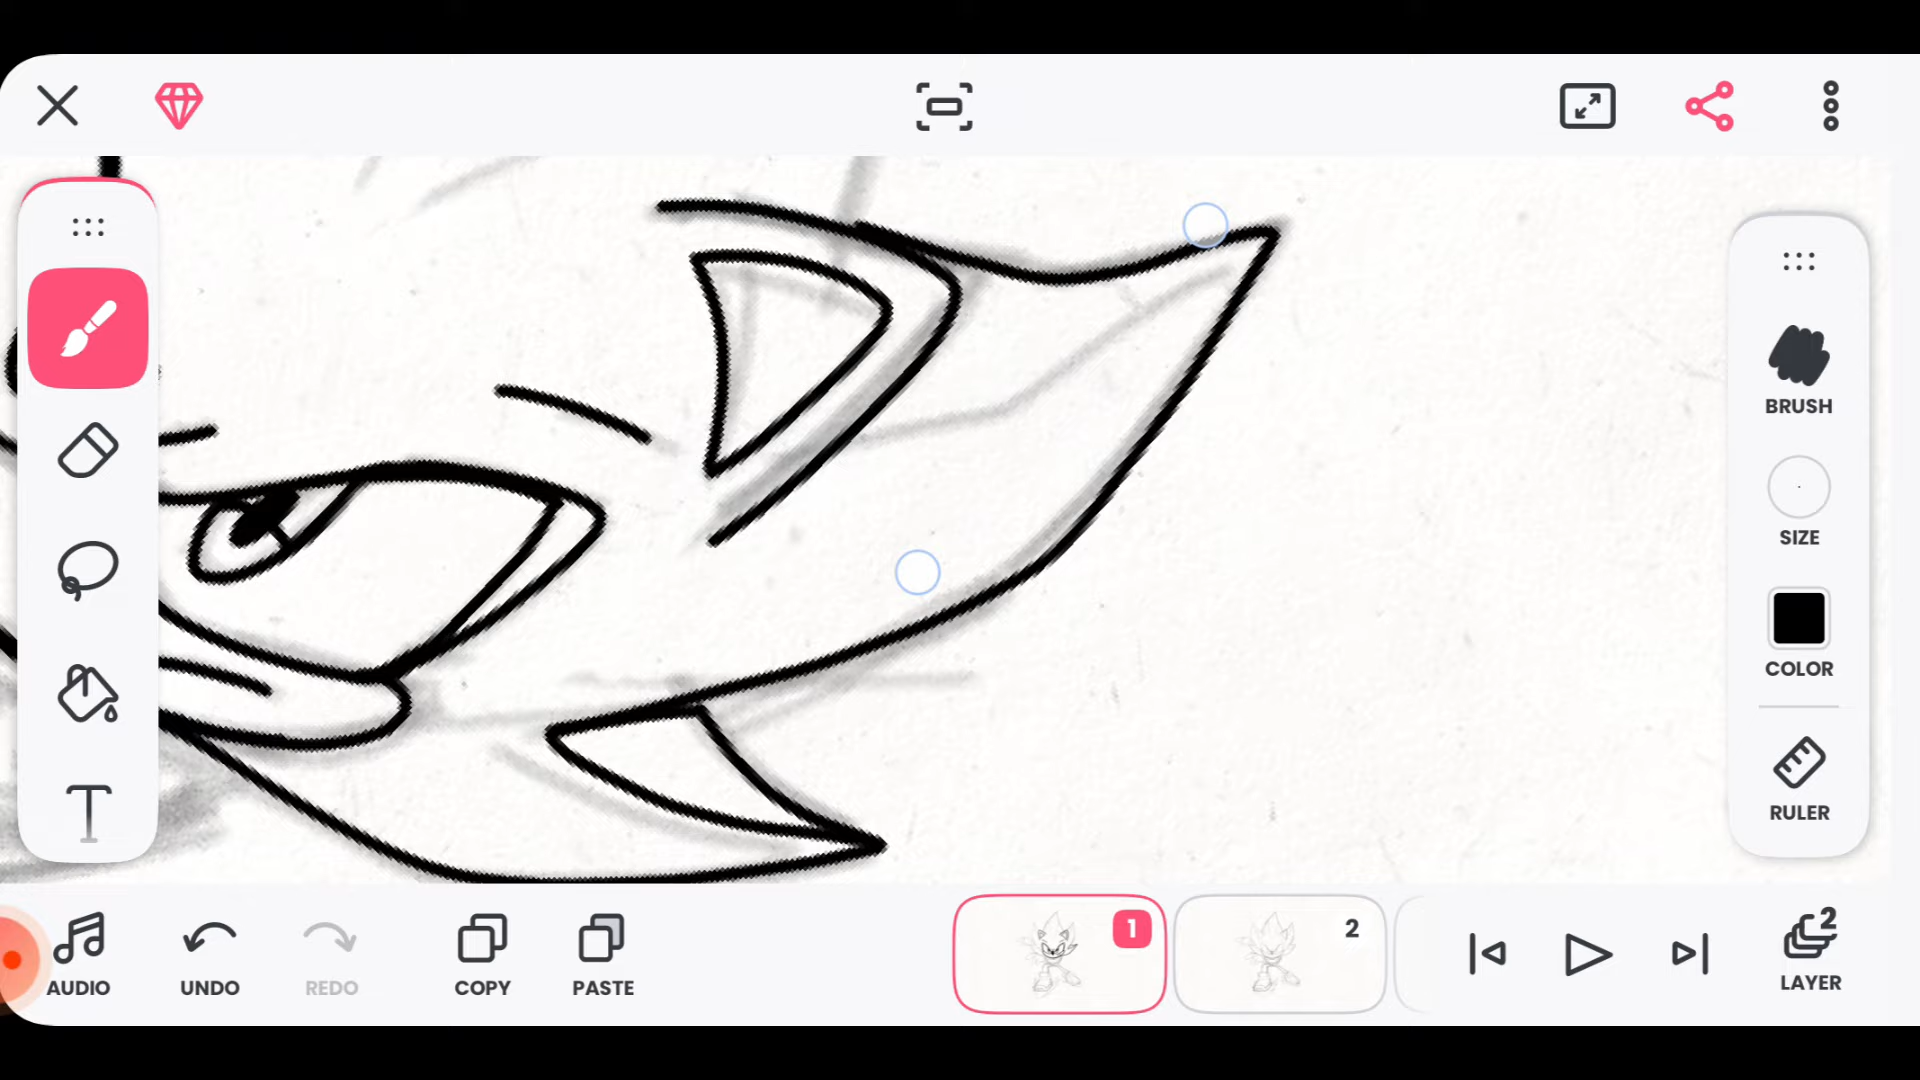 BRUSH
SIZE
COLOR
RULER
1
2
2
AUDIO
UNDO
REDO
COPY
PASTE
LAYER